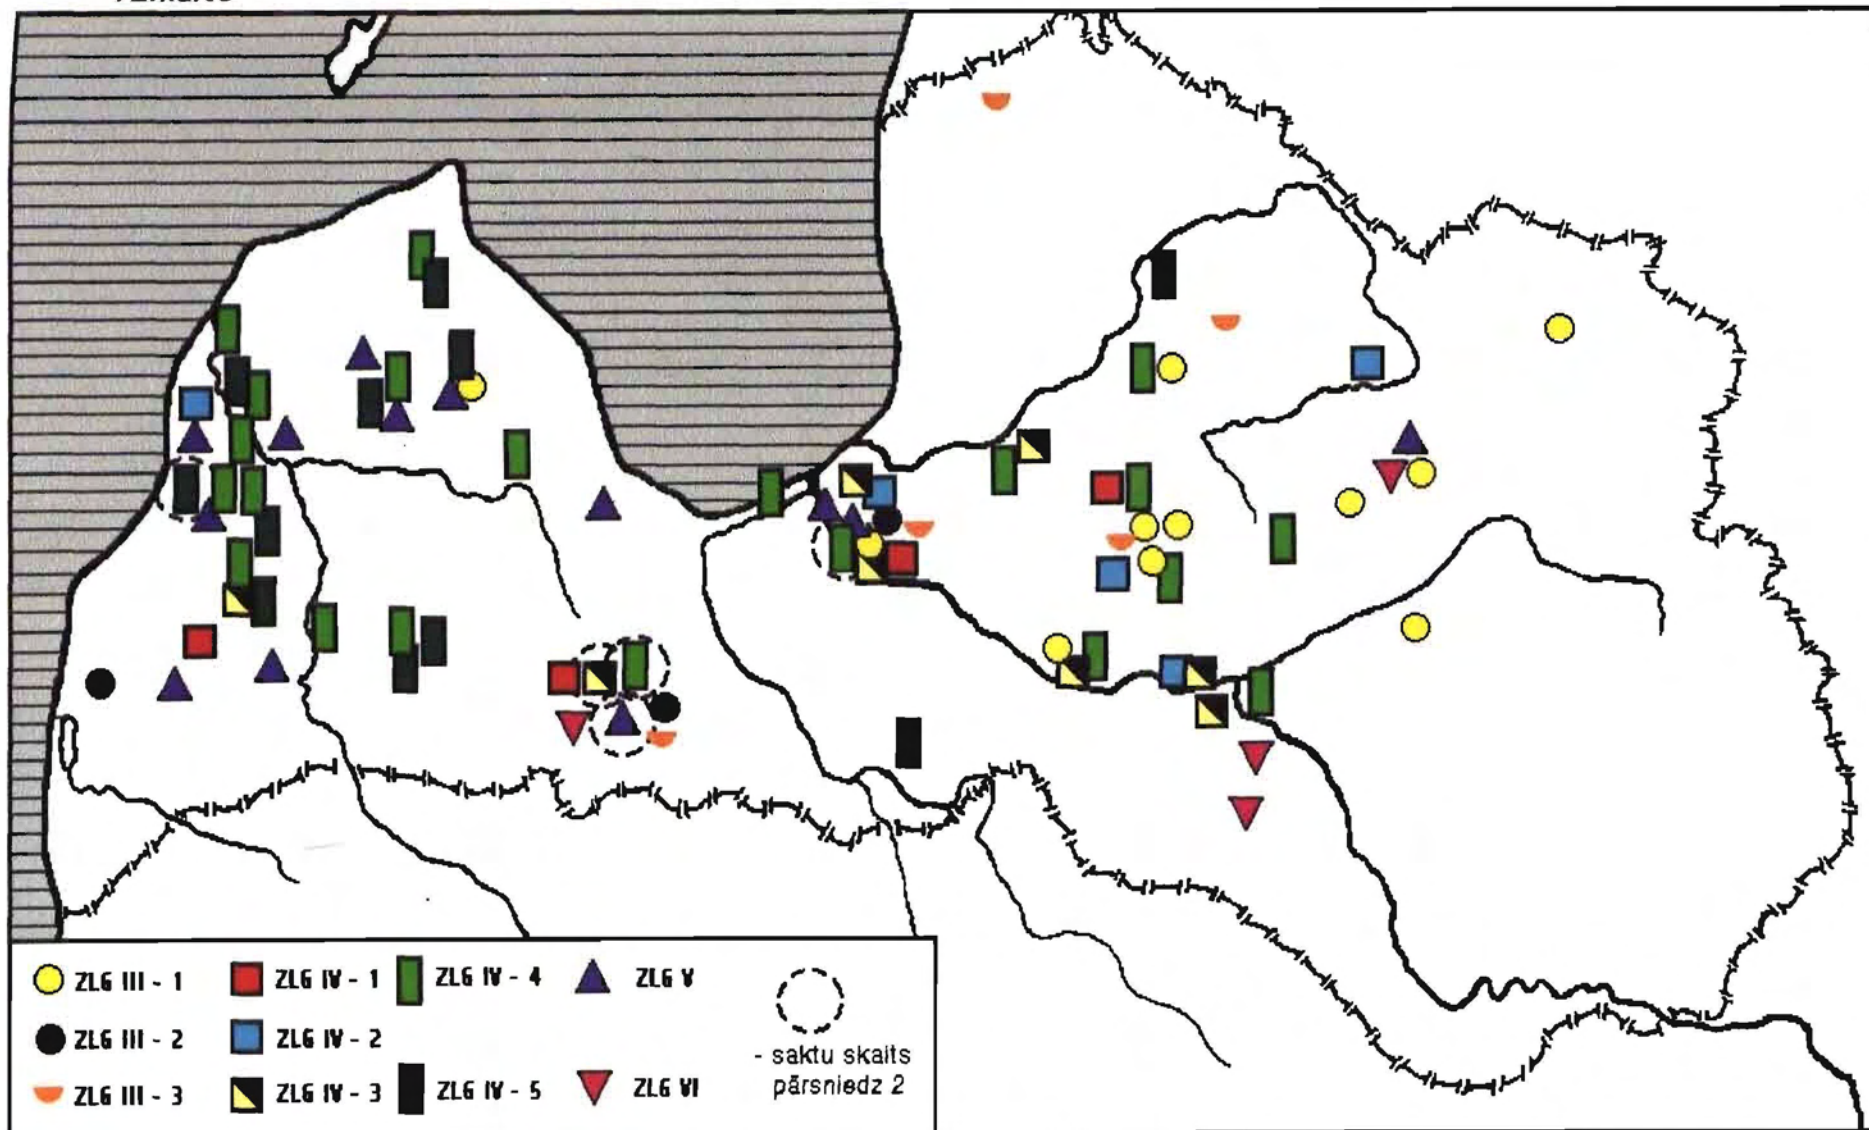 ZLG III - 1
ZLG IV - 1
ZLG IV - 4
ZLG V
ZLG III - 2
ZLG IV - 2
- saktu skaits
pārsniedz 2
ZLG III - 3
ZLG IV - 3
ZLG IV - 5
ZLG VI